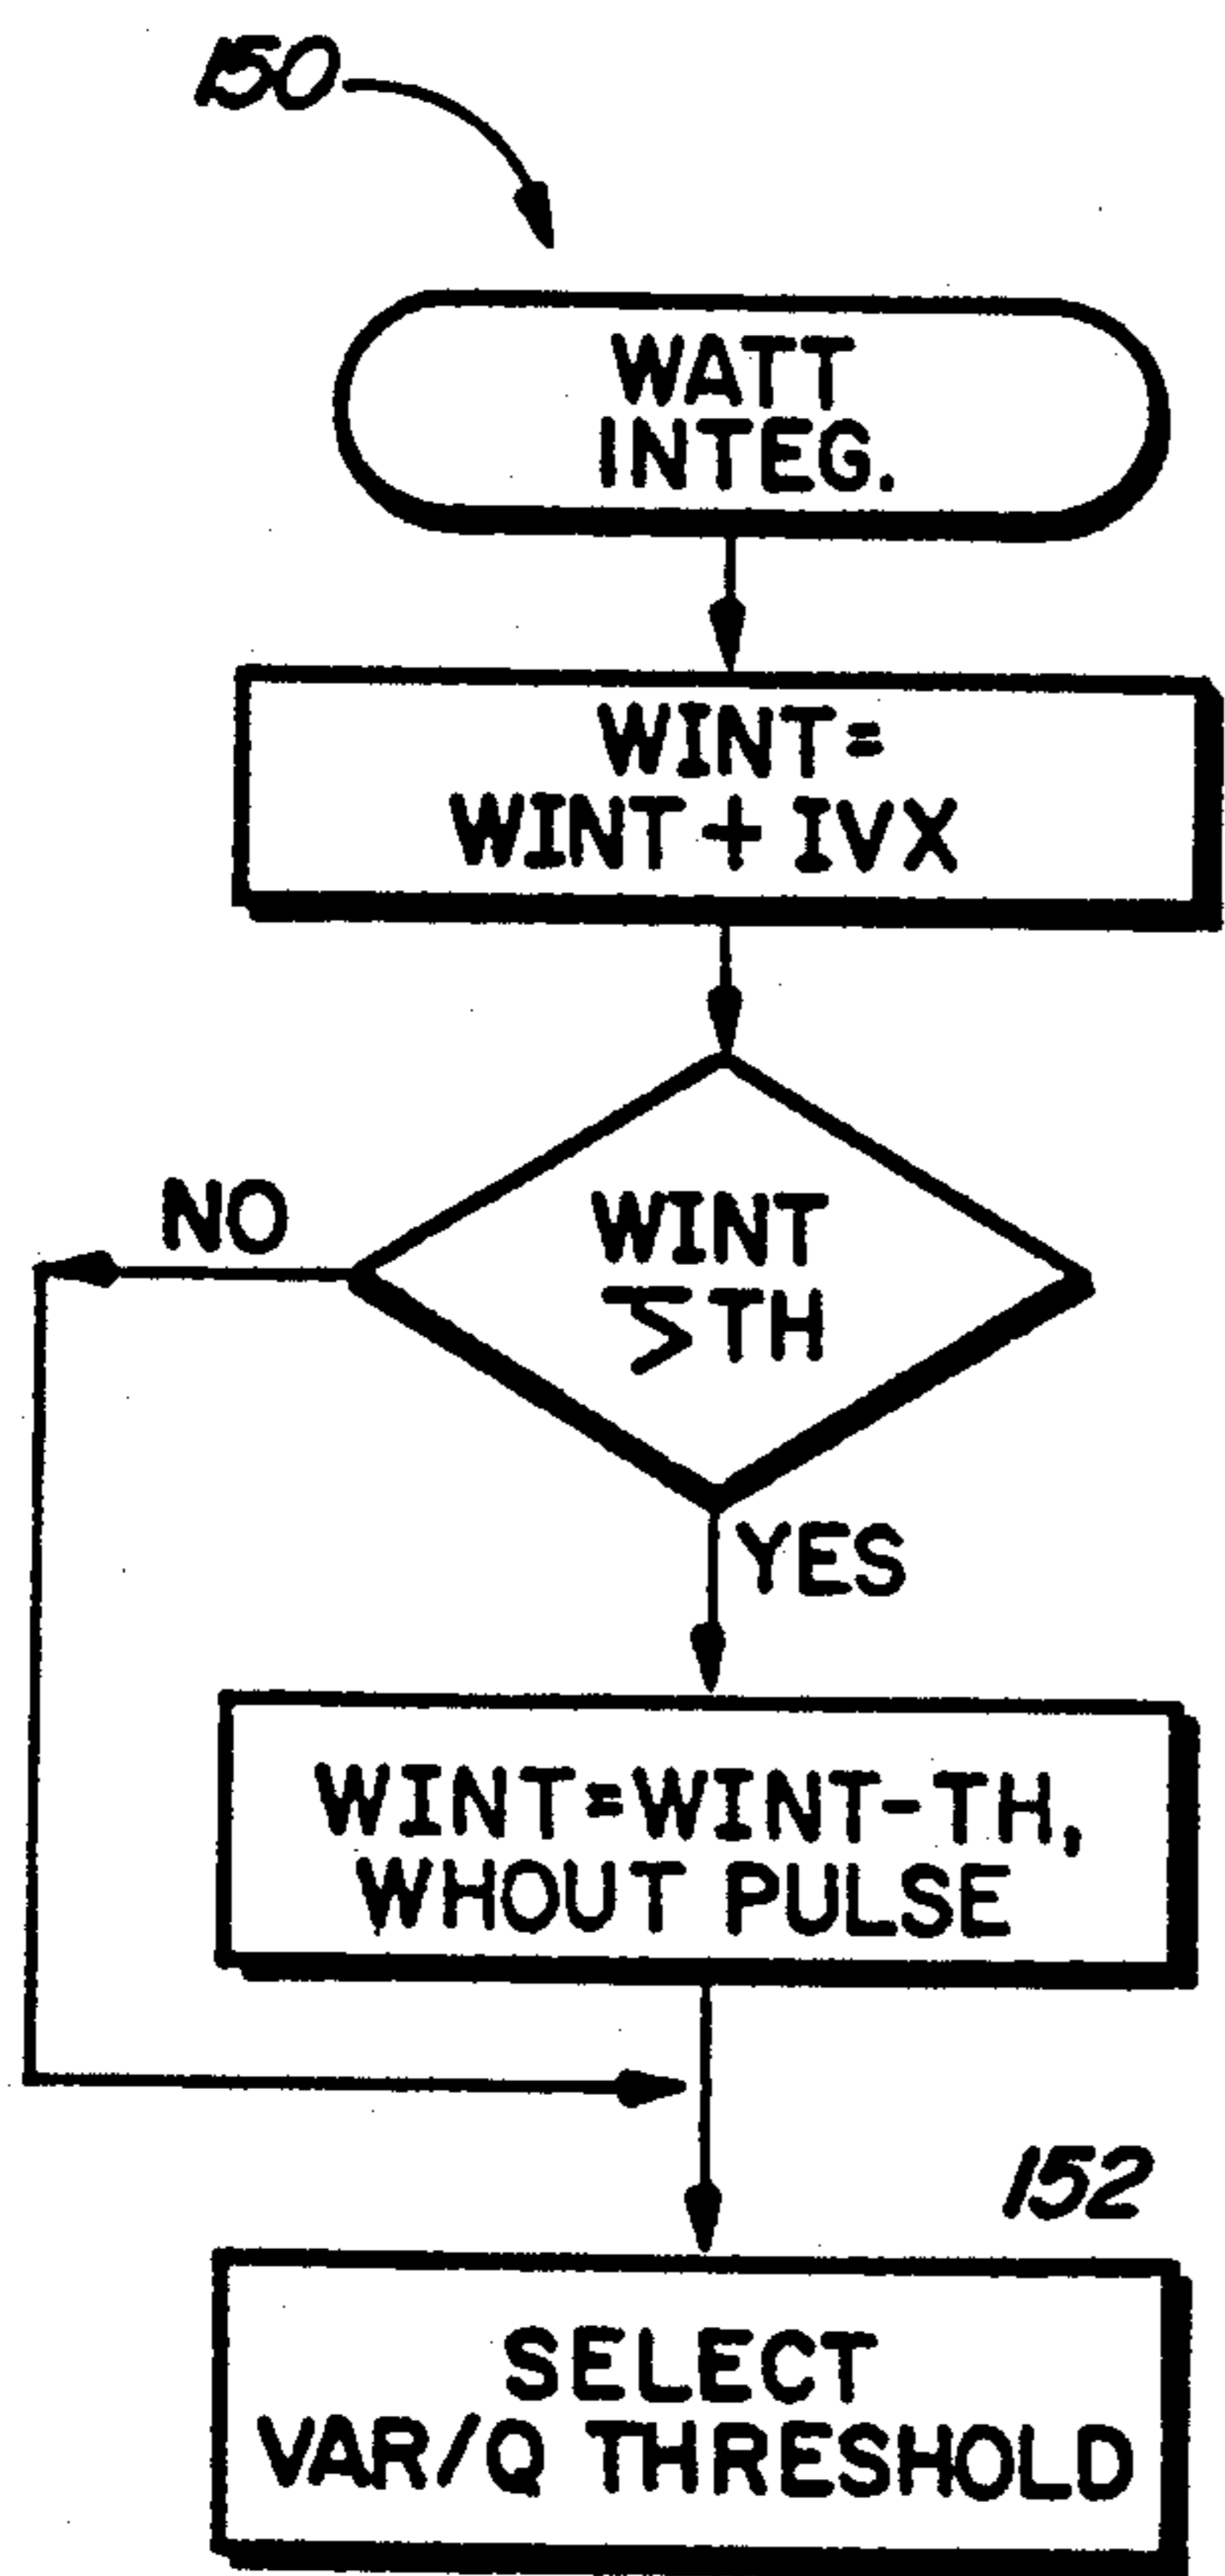 150
WATT
INTEG.
WINT=
WINT + IVX
NO
WINT
⩾ TH
YES
WINT=WINT-TH,
WHOUT PULSE
152
SELECT
VAR/Q THRESHOLD